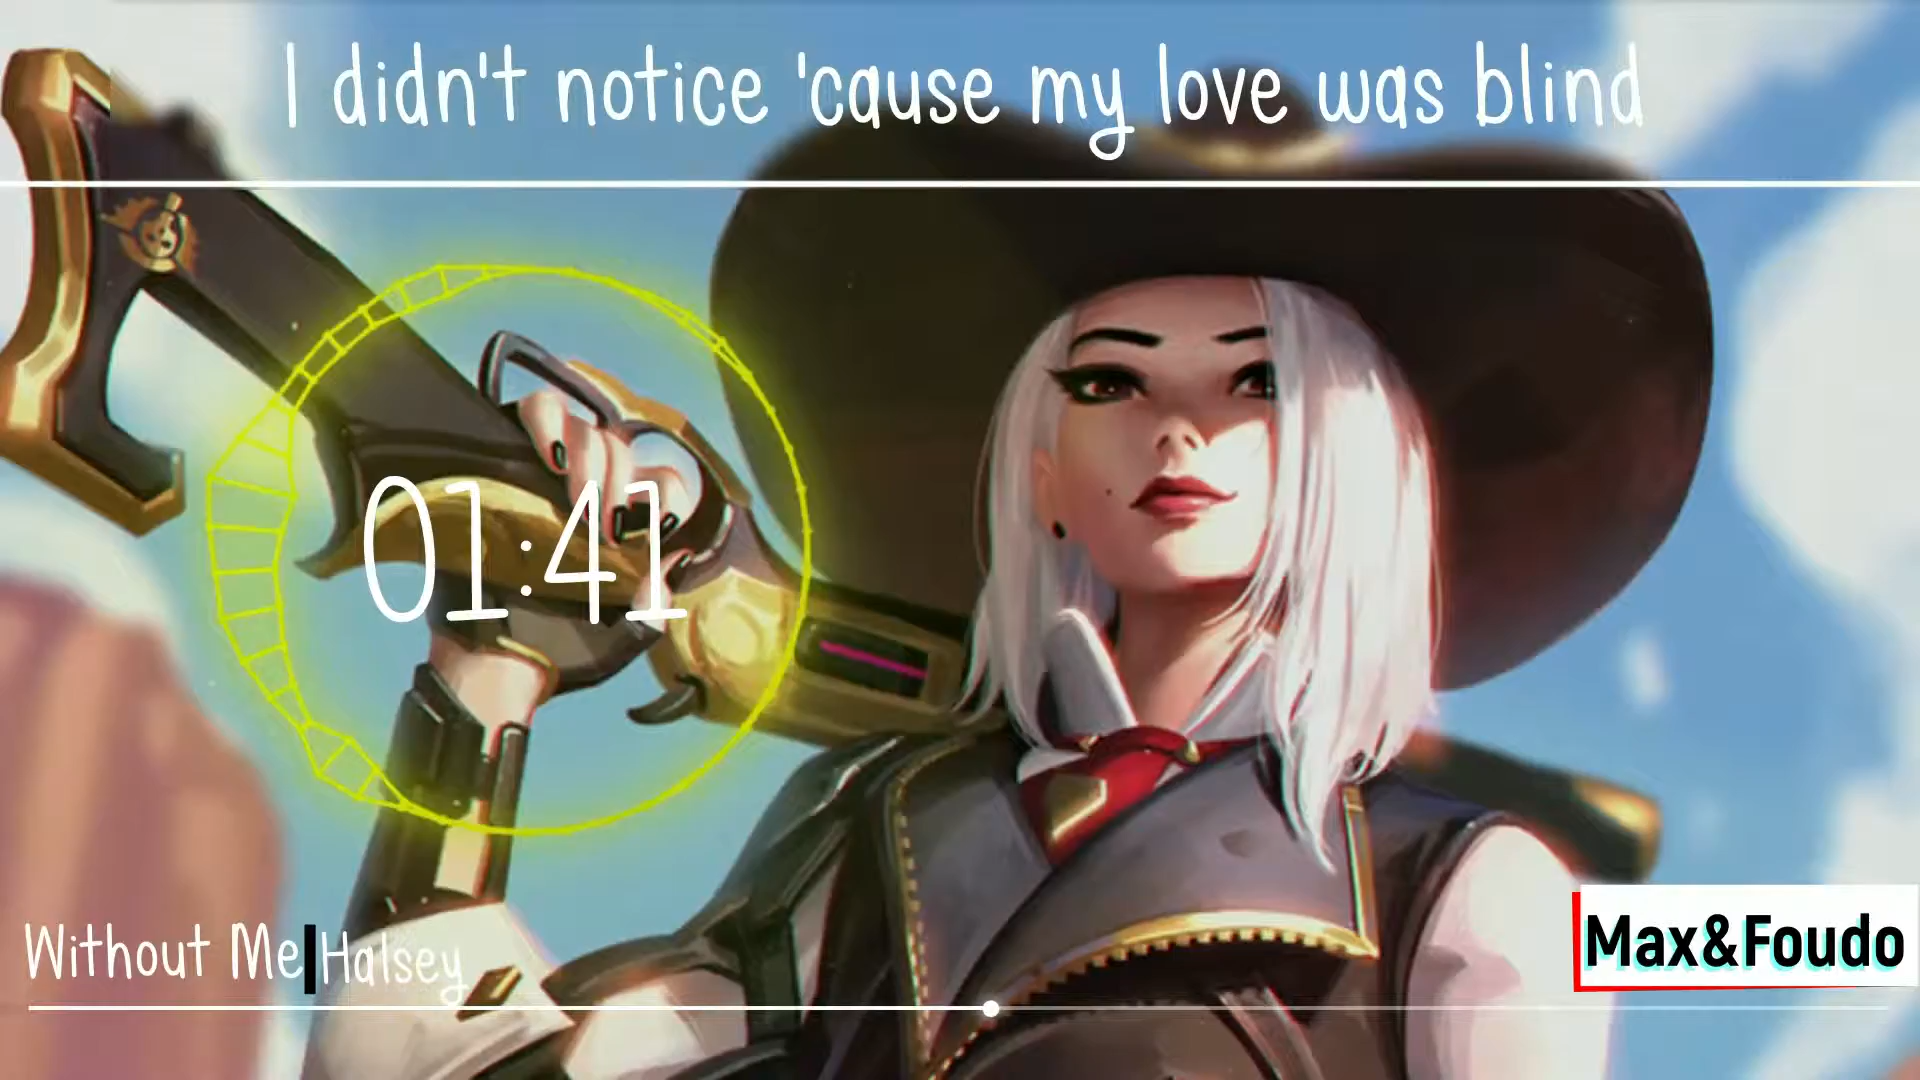 I didn't notice 'cause my love was blind
01:41
Without Me|Halsey
Max&Foudo